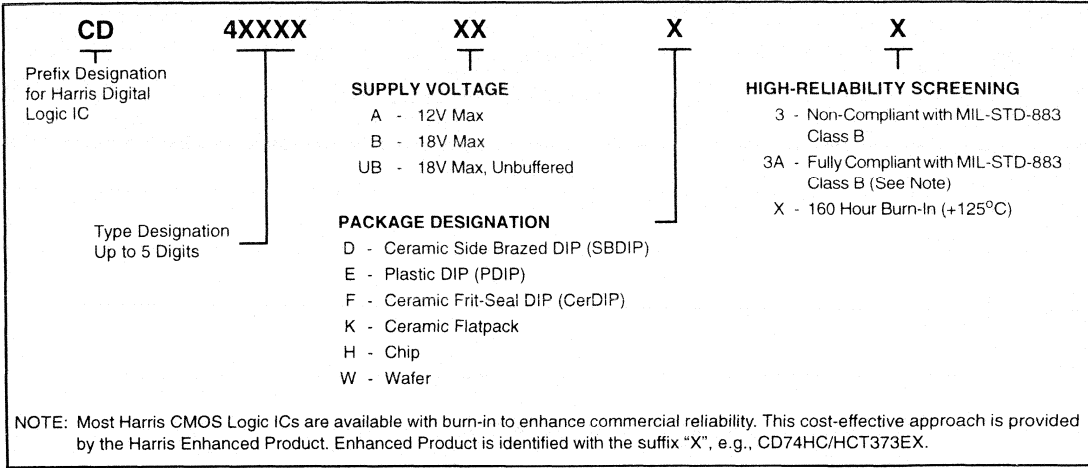 CD 4XXXX XX X X
Prefix Designation
for Harris Digital
Logic IC
Type Designation
Up to 5 Digits
SUPPLY VOLTAGE
A - 12V Max
B - 18V Max
UB - 18V Max, Unbuffered
PACKAGE DESIGNATION
D - Ceramic Side Brazed DIP (SBDIP)
E - Plastic DIP (PDIP)
F - Ceramic Frit-Seal DIP (CerDIP)
K - Ceramic Flatpack
H - Chip
W - Wafer
HIGH-RELIABILITY SCREENING
3 - Non-Compliant with MIL-STD-883
Class B
3A - Fully Compliant with MIL-STD-883
Class B (See Note)
X - 160 Hour Burn-In (+125°C)
NOTE: Most Harris CMOS Logic ICs are available with burn-in to enhance commercial reliability. This cost-effective approach is provided
by the Harris Enhanced Product. Enhanced Product is identified with the suffix “X”, e.g., CD74HC/HCT373EX.